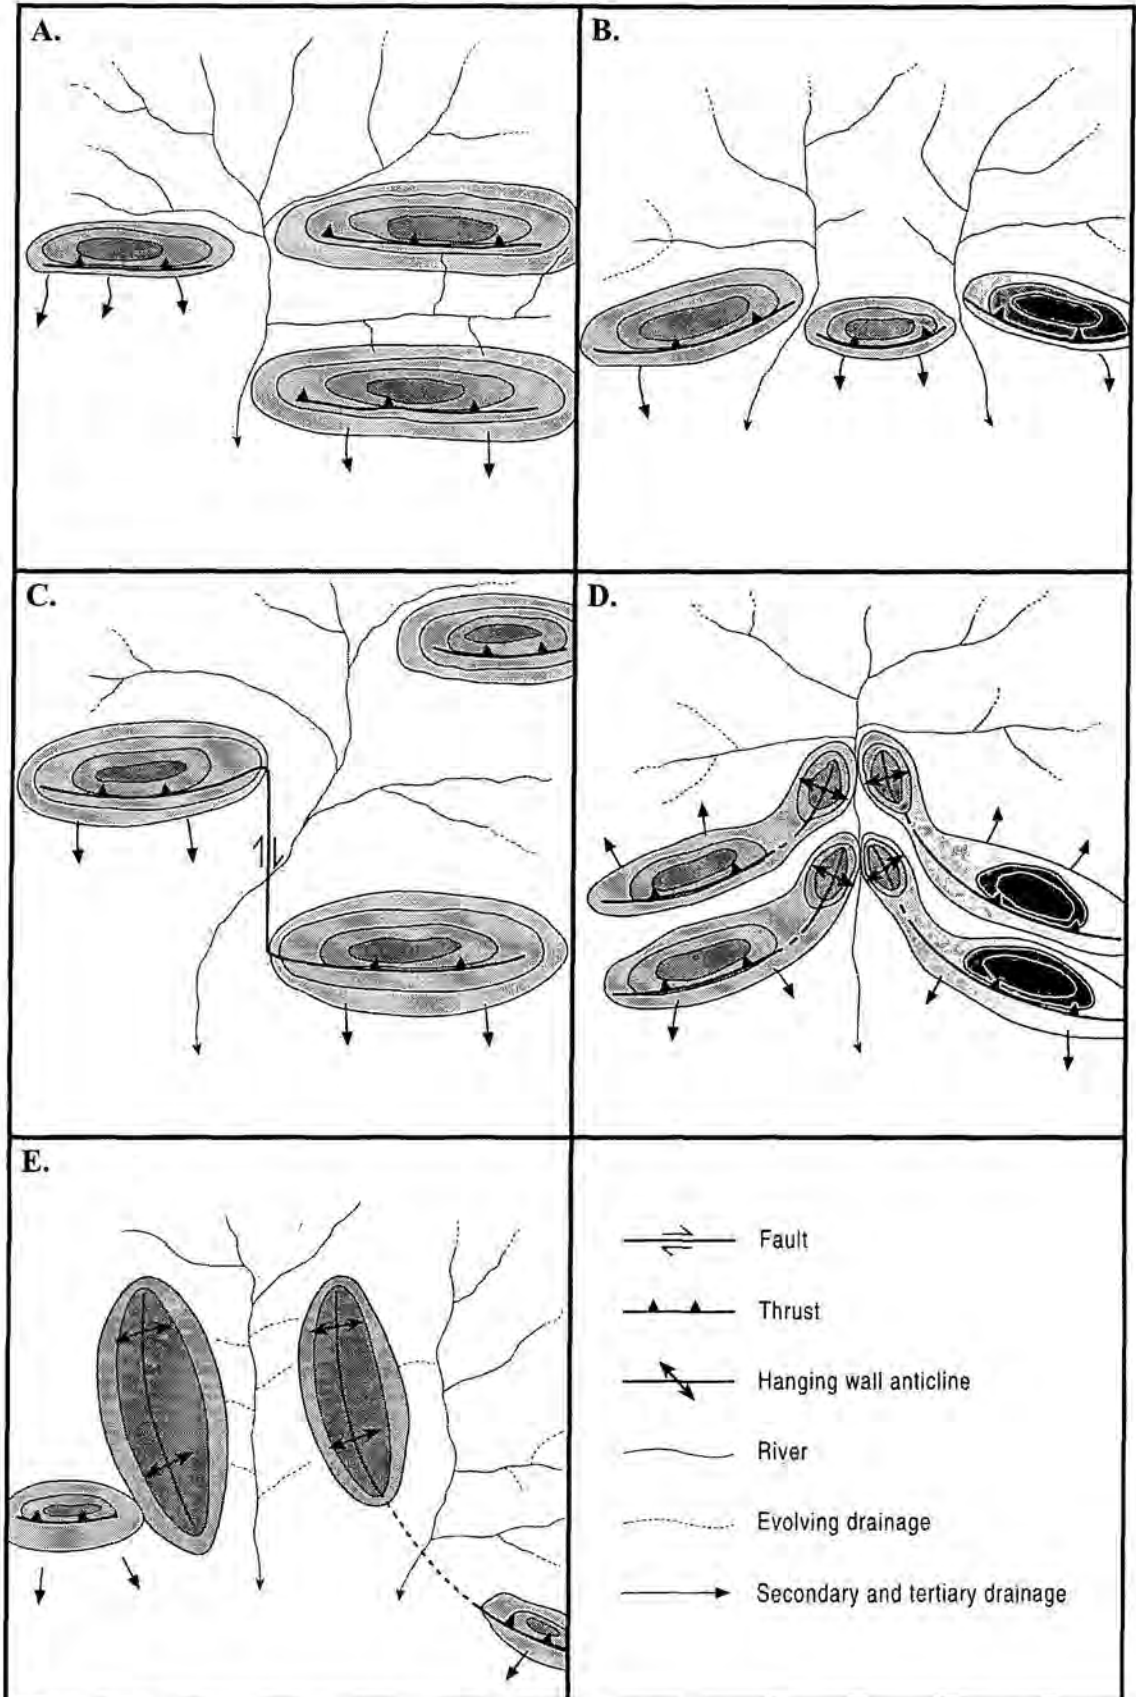 A.
B.
C.
D.
E.
Fault
Thrust
Hanging wall anticline
River
Evolving drainage
Secondary and tertiary drainage